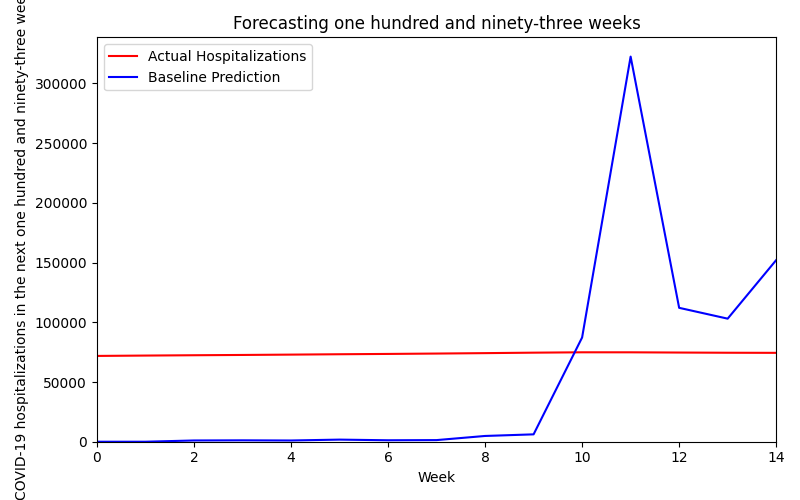 Forecasting one hundred and ninety-three weeks
Actual Hospitalizations
Baseline Prediction
300000
250000
200000
150000
100000
50000
0
0 2 4 6 8 10 12 14
Week
COVID-19 hospitalizations in the next one hundred and ninety-three